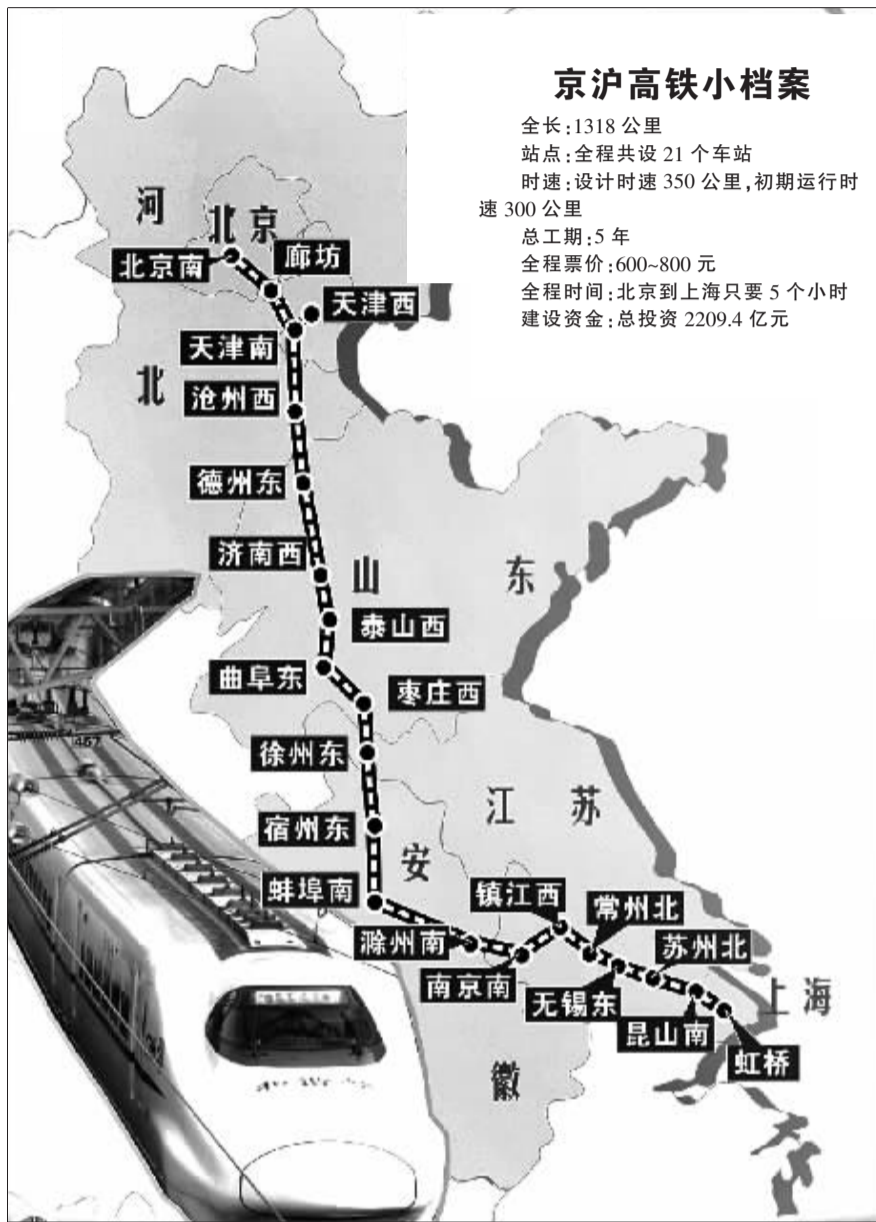 京沪高铁小档案
全长:1318 公里
站点:全程共设 21 个车站
时速:设计时速 350 公里,初期运行时
速 300 公里
总工期:5 年
全程票价:600~800 元
全程时间:北京到上海只要 5 个小时
建设资金:总投资 2209.4 亿元
河
北京
北京南
廊坊
天津西
天津南
北
沧州西
德州东
济南西
山东
泰山西
曲阜东
枣庄西
徐州东
江苏
宿州东
安
蚌埠南
镇江西
常州北
滁州南
苏州北
南京南
无锡东
上海
昆山南
虹桥
徽